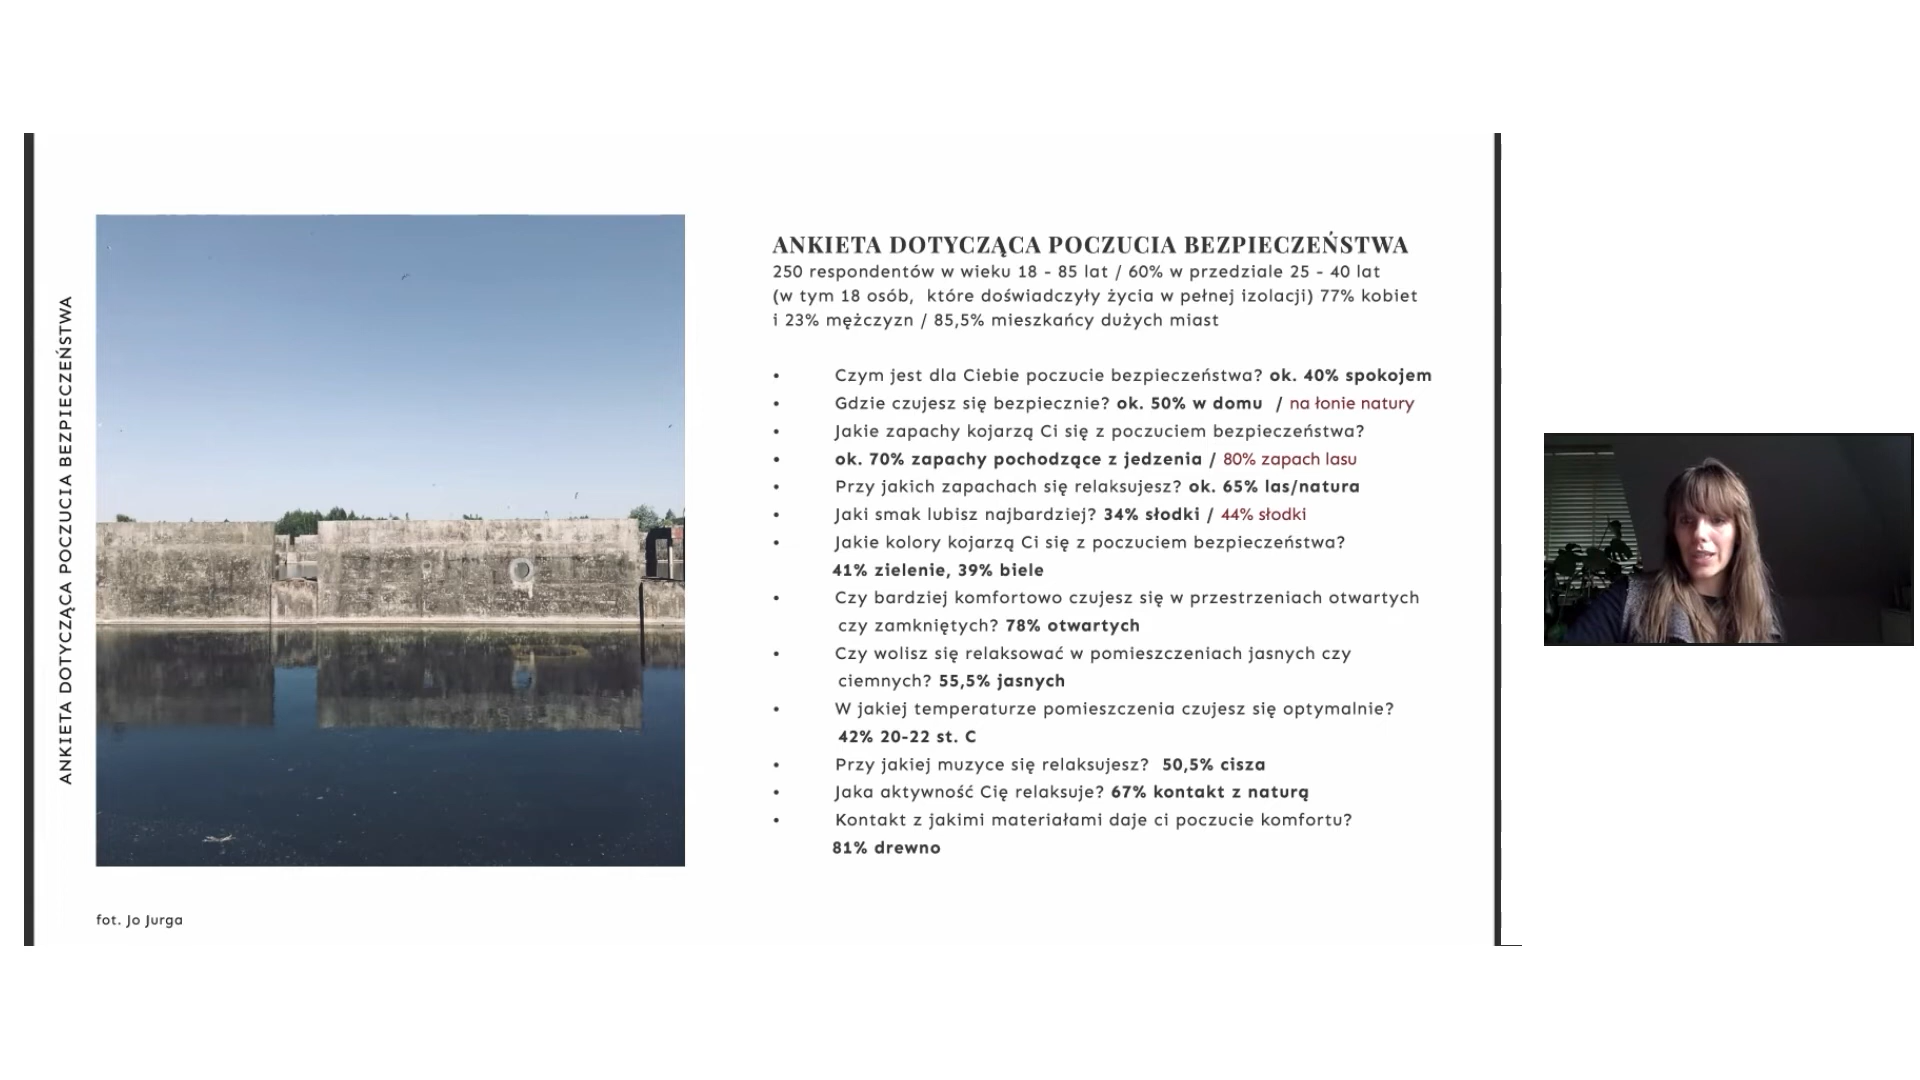 ANKIETA DOTYCZĄCA POCZUCIA BEZPIECZEŃSTWA
ANKIETA DOTYCZĄCA POCZUCIA BEZPIECZEŃSTWA
250 respondentów w wieku 18 - 85 lat / 60% w przedziale 25 - 40 lat
(w tym 18 osób, które doświadczyły życia w pełnej izolacji) 77% kobiet
i 23% mężczyzn / 85,5% mieszkańcy dużych miast
• Czym jest dla Ciebie poczucie bezpieczeństwa? ok. 40% spokojem
• Gdzie czujesz się bezpiecznie? ok. 50% w domu / na łonie natury
• Jakie zapachy kojarzą Ci się z poczuciem bezpieczeństwa?
• ok. 70% zapachy pochodzące z jedzenia / 80% zapach lasu
• Przy jakich zapachach się relaksujesz? ok. 65% las/natura
• Jaki smak lubisz najbardziej? 34% słodki / 44% słodki
• Jakie kolory kojarzą Ci się z poczuciem bezpieczeństwa?
41% zielenie, 39% biele
• Czy bardziej komfortowo czujesz się w przestrzeniach otwartych
czy zamkniętych? 78% otwartych
• Czy wolisz się relaksować w pomieszczeniach jasnych czy
ciemnych? 55,5% jasnych
• W jakiej temperaturze pomieszczenia czujesz się optymalnie?
42% 20-22 st. C
• Przy jakiej muzyce się relaksujesz? 50,5% cisza
• Jaka aktywność Cię relaksuje? 67% kontakt z naturą
• Kontakt z jakimi materiałami daje ci poczucie komfortu?
81% drewno
fot. Jo Jurga